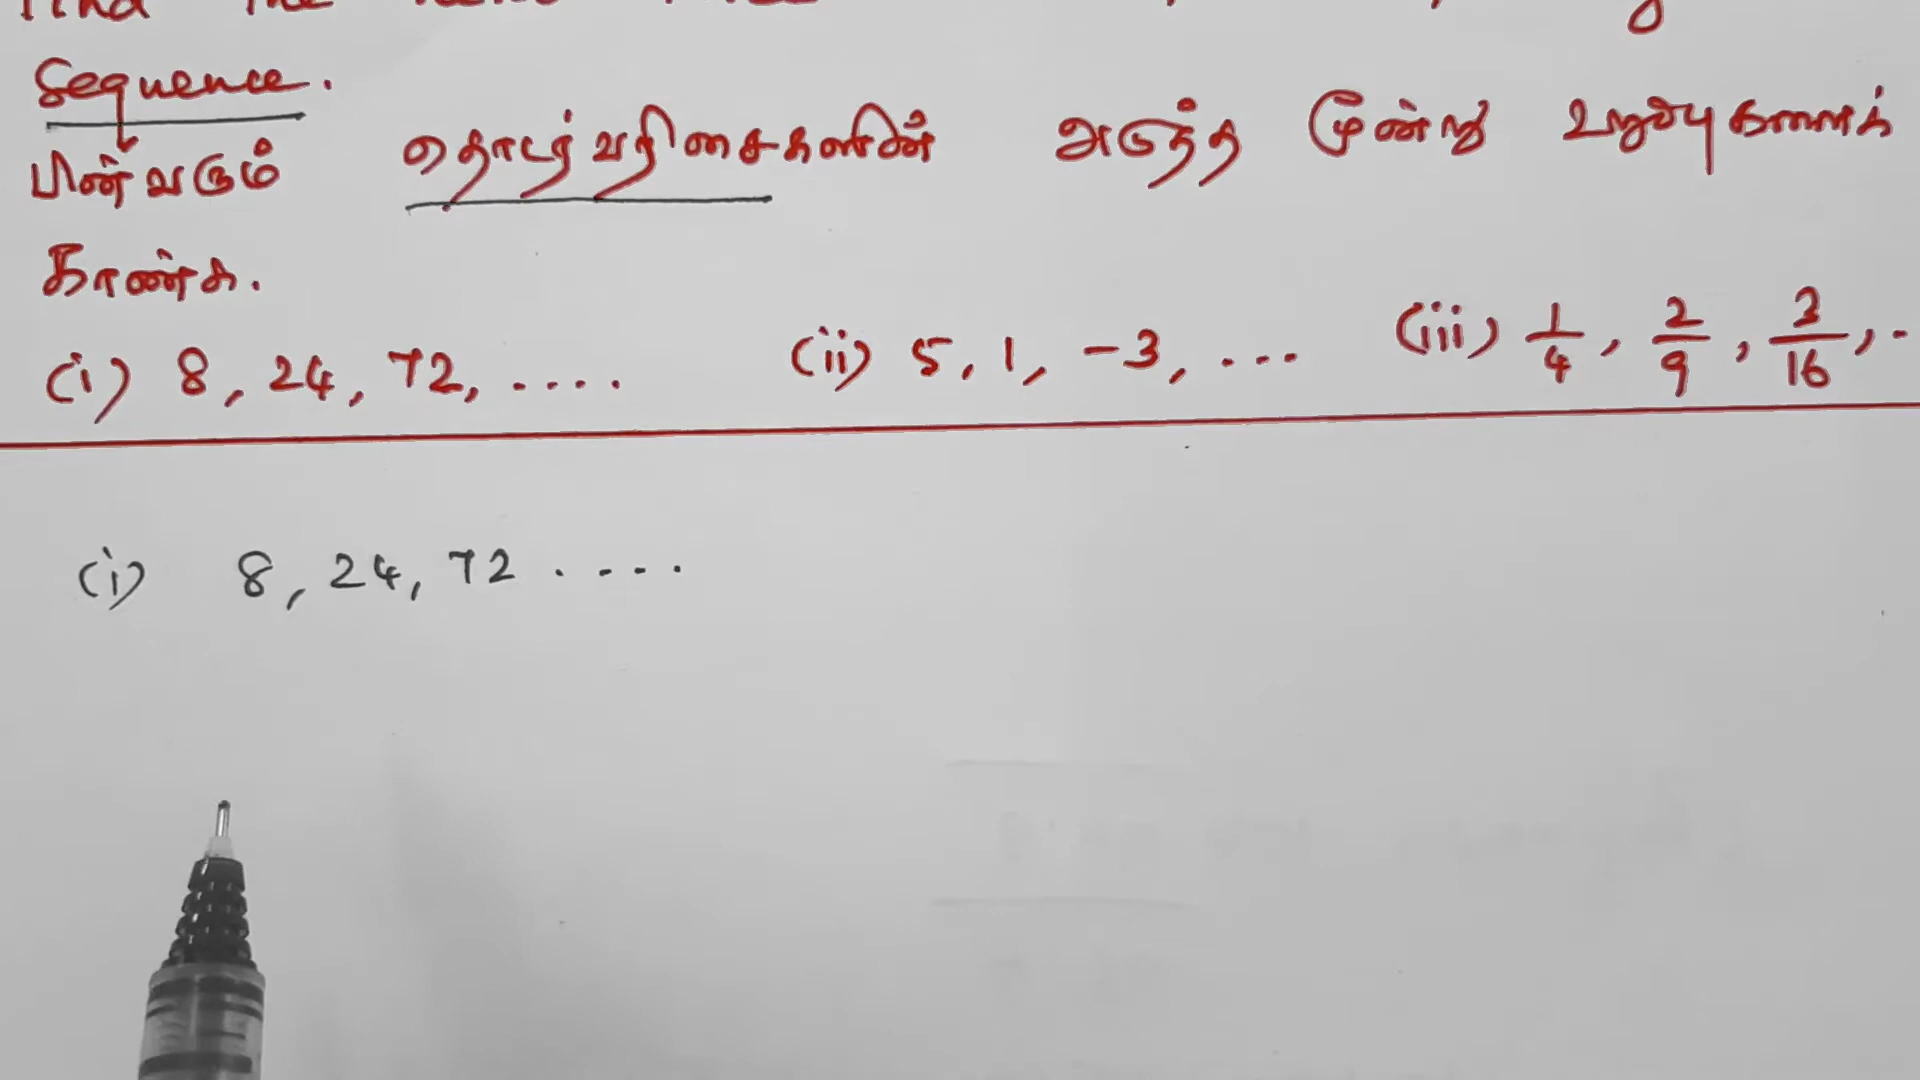 Sequence.
பின்வரும் தொடர்வரிசைகளின் அடுத்த மூன்று உறுப்புகளைக்
காண்க.
(i) 8, 24, 72, .... (ii) 5, 1, -3, ... (iii) 1/4, 2/9, 3/16, .
(i) 8, 24, 72 ....